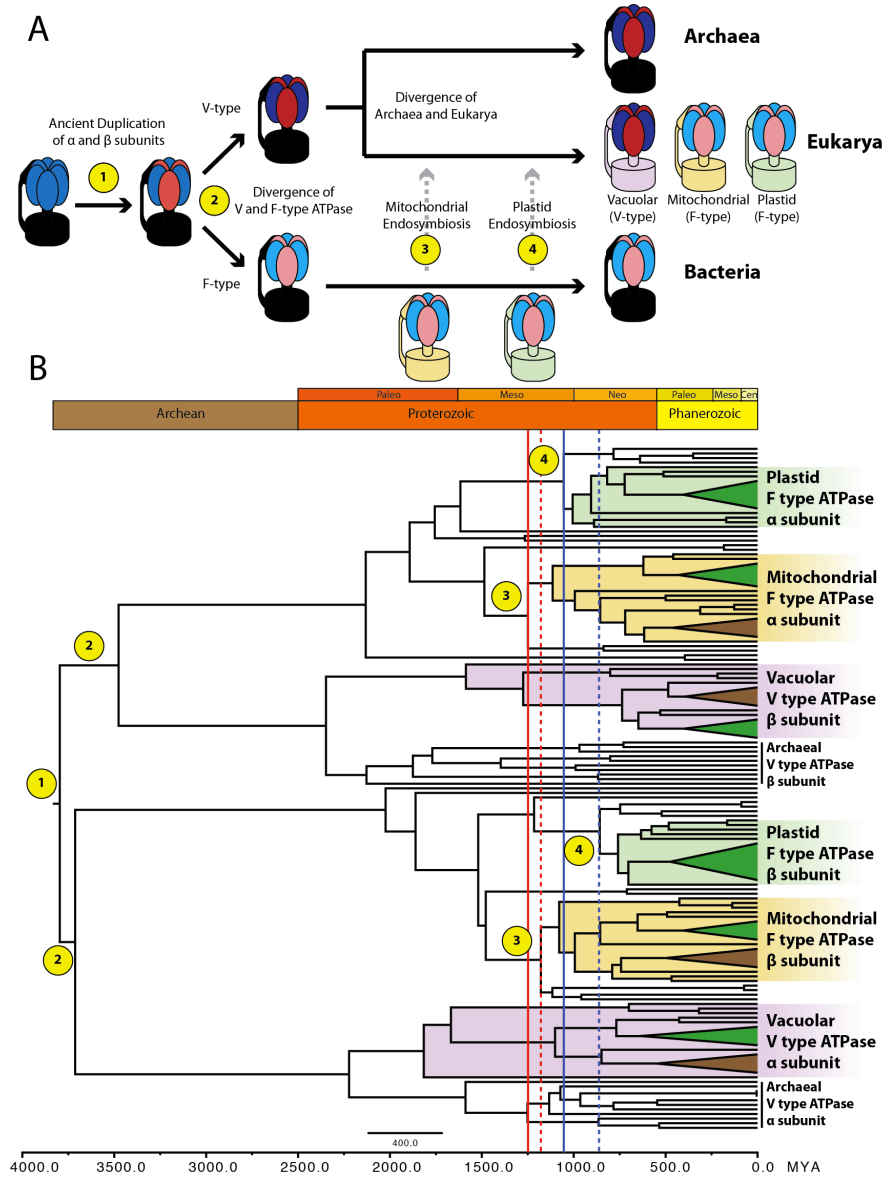 A
Archaea
V-type
Divergence of
Archaea and Eukarya
Ancient Duplication
of α and β subunits
Eukarya
1
2
Divergence of
V and F-type ATPase
Vacuolar
(V-type)
Mitochondrial
(F-type)
Plastid
(F-type)
Mitochondrial
Endosymbiosis
Plastid
Endosymbiosis
3
4
F-type
Bacteria
B
Paleo
Meso
Neo
Paleo
Meso
Cen
Archean
Proterozoic
Phanerozoic
4
Plastid
F type ATPase
α subunit
3
Mitochondrial
F type ATPase
α subunit
2
Vacuolar
V type ATPase
β subunit
Archaeal
V type ATPase
β subunit
1
4
Plastid
F type ATPase
β subunit
3
Mitochondrial
F type ATPase
β subunit
2
Vacuolar
V type ATPase
α subunit
Archaeal
V type ATPase
α subunit
400.0
4000.0 3500.0 3000.0 2500.0 2000.0 1500.0 1000.0 500.0 0.0 MYA